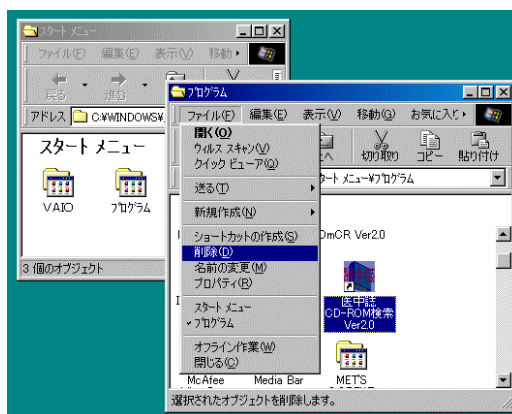 スタート メニュー
ファイル(F) 編集(E) 表示(V) 移動
戻る 進む
アドレス C:¥WINDOWS¥
スタート メニュー
VAIO プログラム
3 個のオブジェクト
プログラム
ファイル(F) 編集(E) 表示(V) 移動(G) お気に入り
切り取り コピー 貼り付け
スタート メニュー¥プログラム
開く(O)
ウィルス スキャン(V)
クイック ビューア(Q)
送る(T)
新規作成(N)
ショートカットの作成(S)
削除(D)
名前の変更(M)
プロパティ(R)
スタート メニュー
プログラム
オフライン作業(W)
閉じる(C)
OmCR Ver2.0
医中誌
CD-ROM検索
Ver2.0
McAfee Media Bar MET'S
選択されたオブジェクトを削除します。